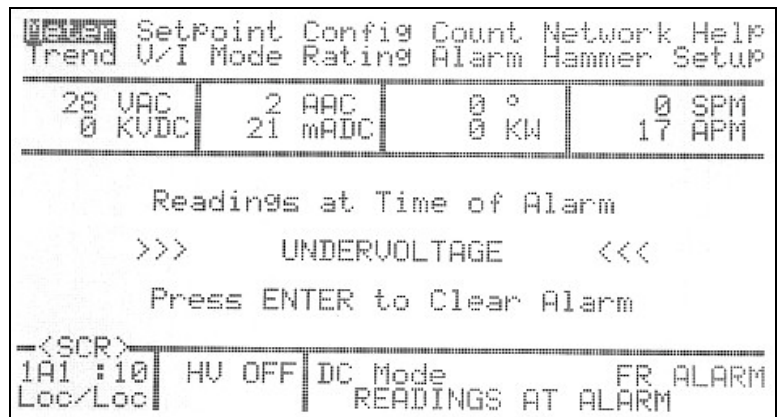 Meter Setpoint Config Count Network Help
Trend V/I Mode Rating Alarm Hammer Setup
28 VAC 2 AAC 0 ° 0 SPM
0 KVDC 21 mADC 0 KW 17 APM
Readings at Time of Alarm
>>> UNDERVOLTAGE <<<
Press ENTER to Clear Alarm
<SCR>
1A1 :10 HV OFF DC Mode FR ALARM
Loc/Loc READINGS AT ALARM